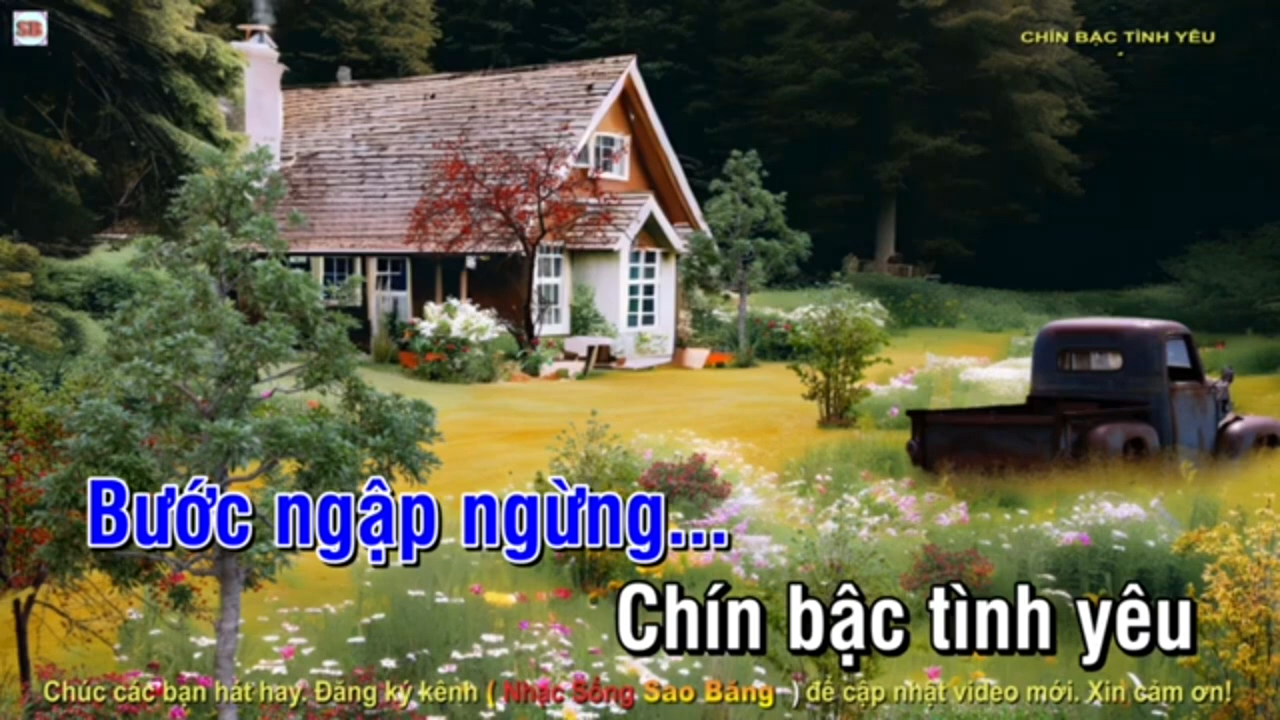 SB
CHÍN BẠC TÌNH YÊU
Bước ngập ngừng...
Chín bậc tình yêu
Chúc các bạn hát hay. Đăng ký kênh ( Nhạc Sống Sao Băng ) để cập nhật video mới. Xin cảm ơn!